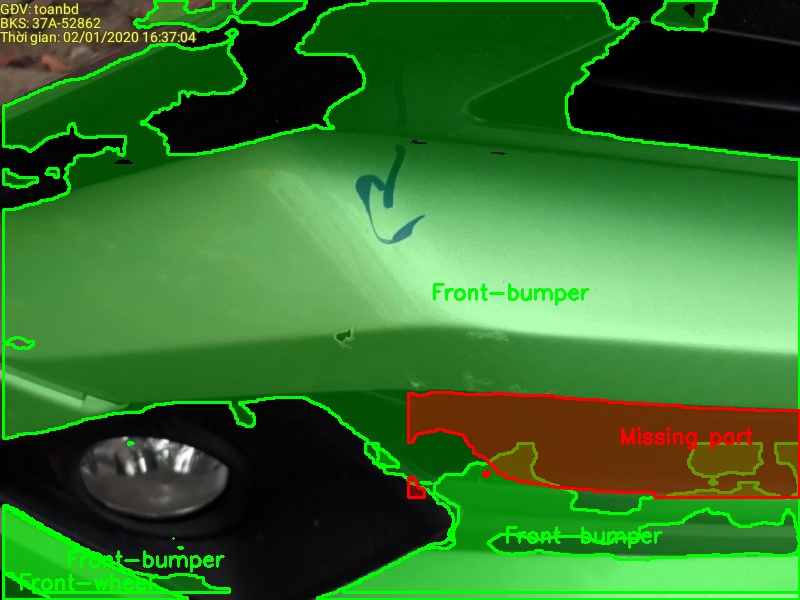 GĐV: toanbd
BKS: 37A-52862
Thời gian: 02/01/2020 16:37:04
Front-bumper
Missing part
Front-bumper
Front-bumper
Front-wheel